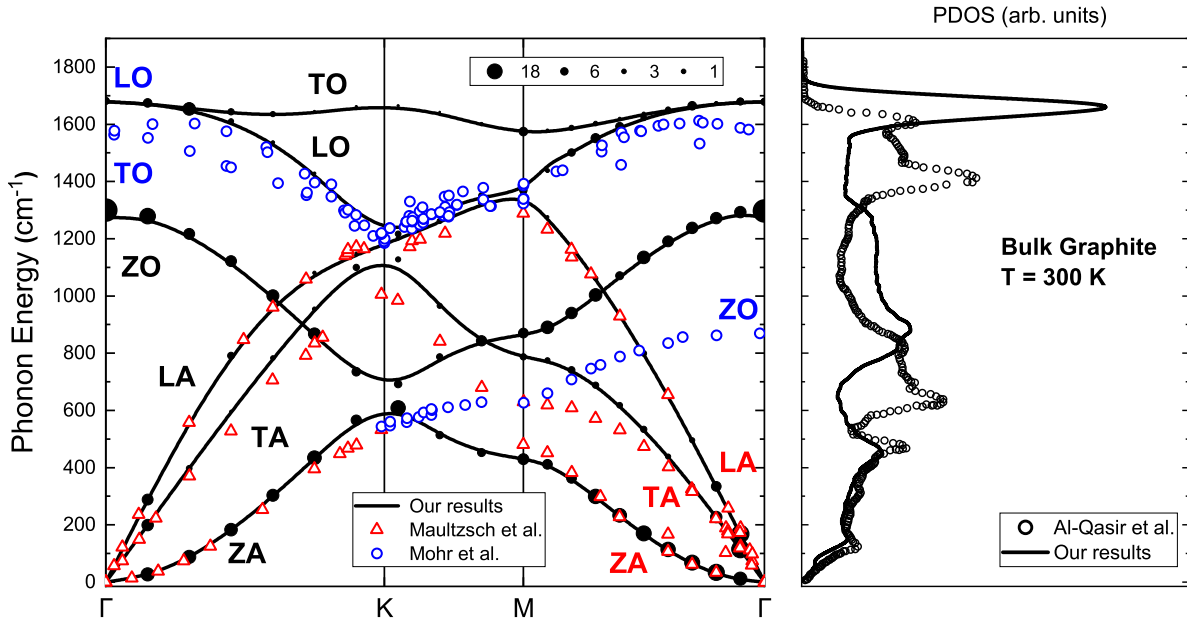 PDOS (arb. units)
Phonon Energy (cm⁻¹)
1800
1600
1400
1200
1000
800
600
400
200
0
18 6 3 1
LO
TO
LO
TO
ZO
LA
TA
ZA
ZO
LA
TA
ZA
Our results
Maultzsch et al.
Mohr et al.
Γ K M Γ
Bulk Graphite
T = 300 K
Al-Qasir et al.
Our results